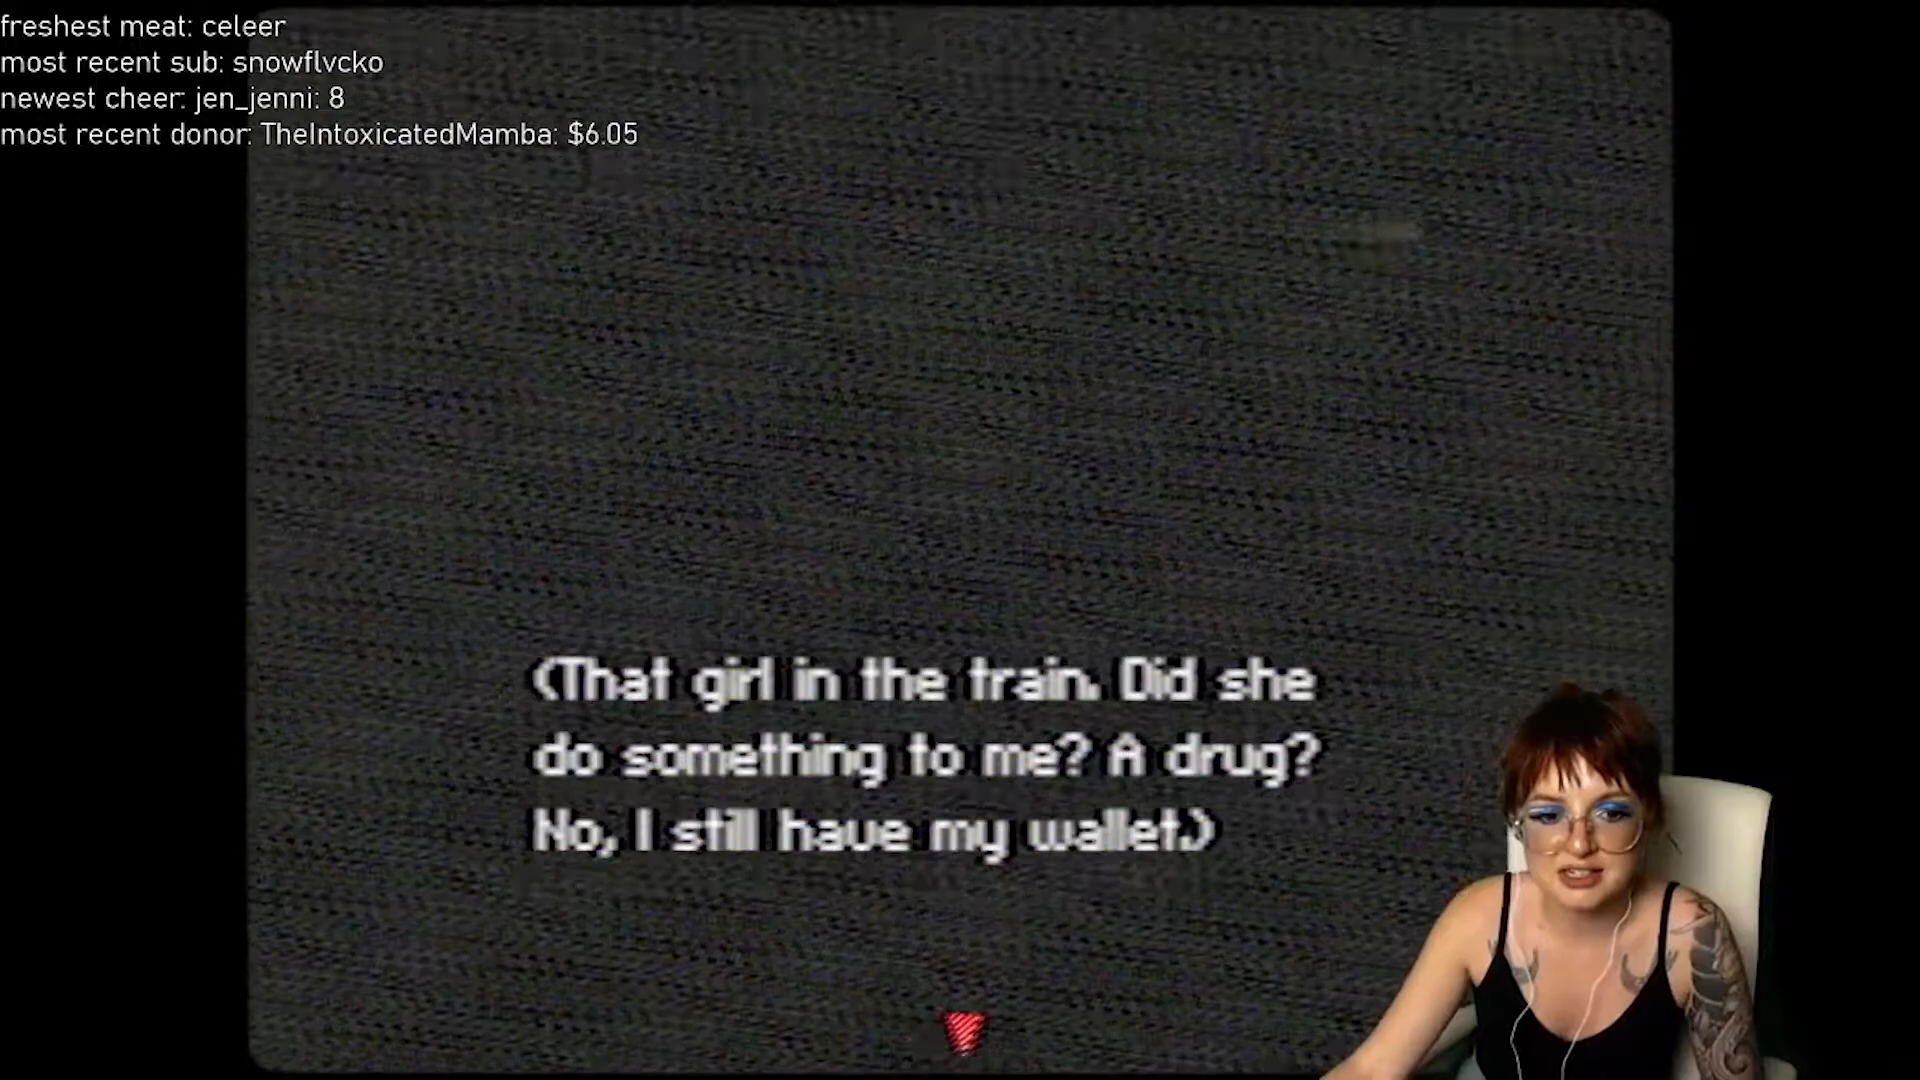 freshest meat: celeer
most recent sub: snowflvcko
newest cheer: jen_jenni: 8
most recent donor: TheIntoxicatedMamba: $6.05
(That girl in the train. Did she
do something to me? A drug?
No, I still have my wallet.)